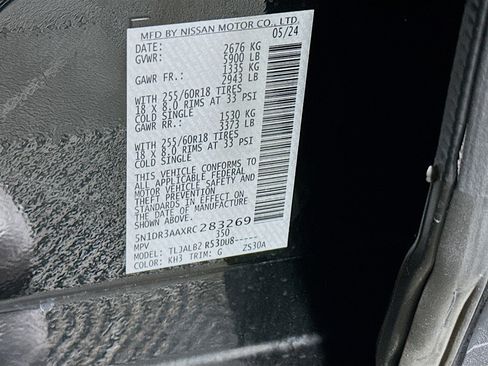 MFD BY NISSAN MOTOR CO., LTD.
05/24
DATE: 2676 KG
GVWR: 5900 LB
1335 KG
GAWR FR.: 2943 LB
WITH 255/60R18 TIRES
18 X 8.0 RIMS AT 33 PSI
COLD SINGLE 1530 KG
GAWR RR.: 3373 LB
WITH 255/60R18 TIRES
18 X 8.0 RIMS AT 33 PSI
COLD SINGLE
THIS VEHICLE CONFORMS TO
ALL APPLICABLE FEDERAL
MOTOR VEHICLE SAFETY AND
THEFT PREVENTION
STANDARDS IN EFFECT ON
THE DATE OF MANUFACTURE
SHOWN ABOVE.
5N1DR3AAXRC283269
MPV 350
MODEL: TLJALB2 R53DU8-----
COLOR: KH3 TRIM: G ZS30A